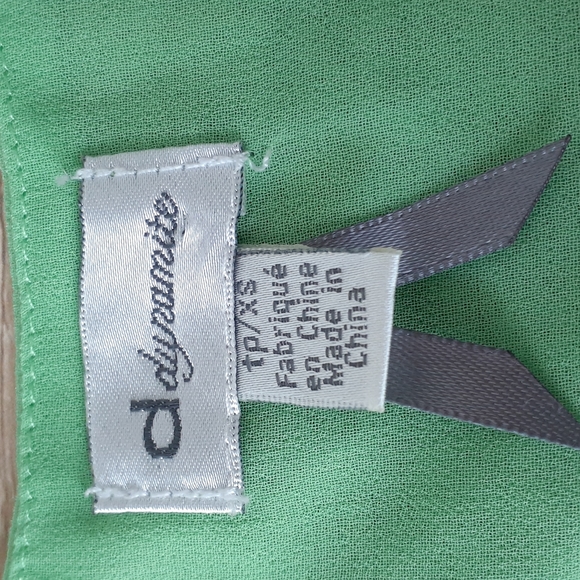 d dynamite
tP/XS
Fabriqué
en Chine
Made in
China